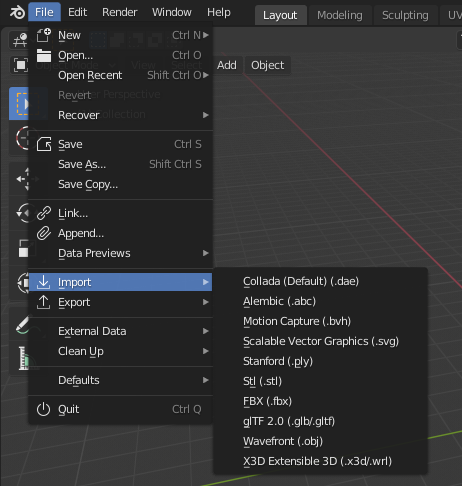 File Edit Render Window Help Layout Modeling Sculpting UV
New Ctrl N
Open... Ctrl O
Open Recent Shift Ctrl O
Add Object
Revert
Perspective
Recover
Save Ctrl S
Save As... Shift Ctrl S
Save Copy...
Link...
Append...
Data Previews
Import
Export
External Data
Clean Up
Defaults
Quit Ctrl Q
Collada (Default) (.dae)
Alembic (.abc)
Motion Capture (.bvh)
Scalable Vector Graphics (.svg)
Stanford (.ply)
Stl (.stl)
FBX (.fbx)
glTF 2.0 (.glb/.gltf)
Wavefront (.obj)
X3D Extensible 3D (.x3d/.wrl)